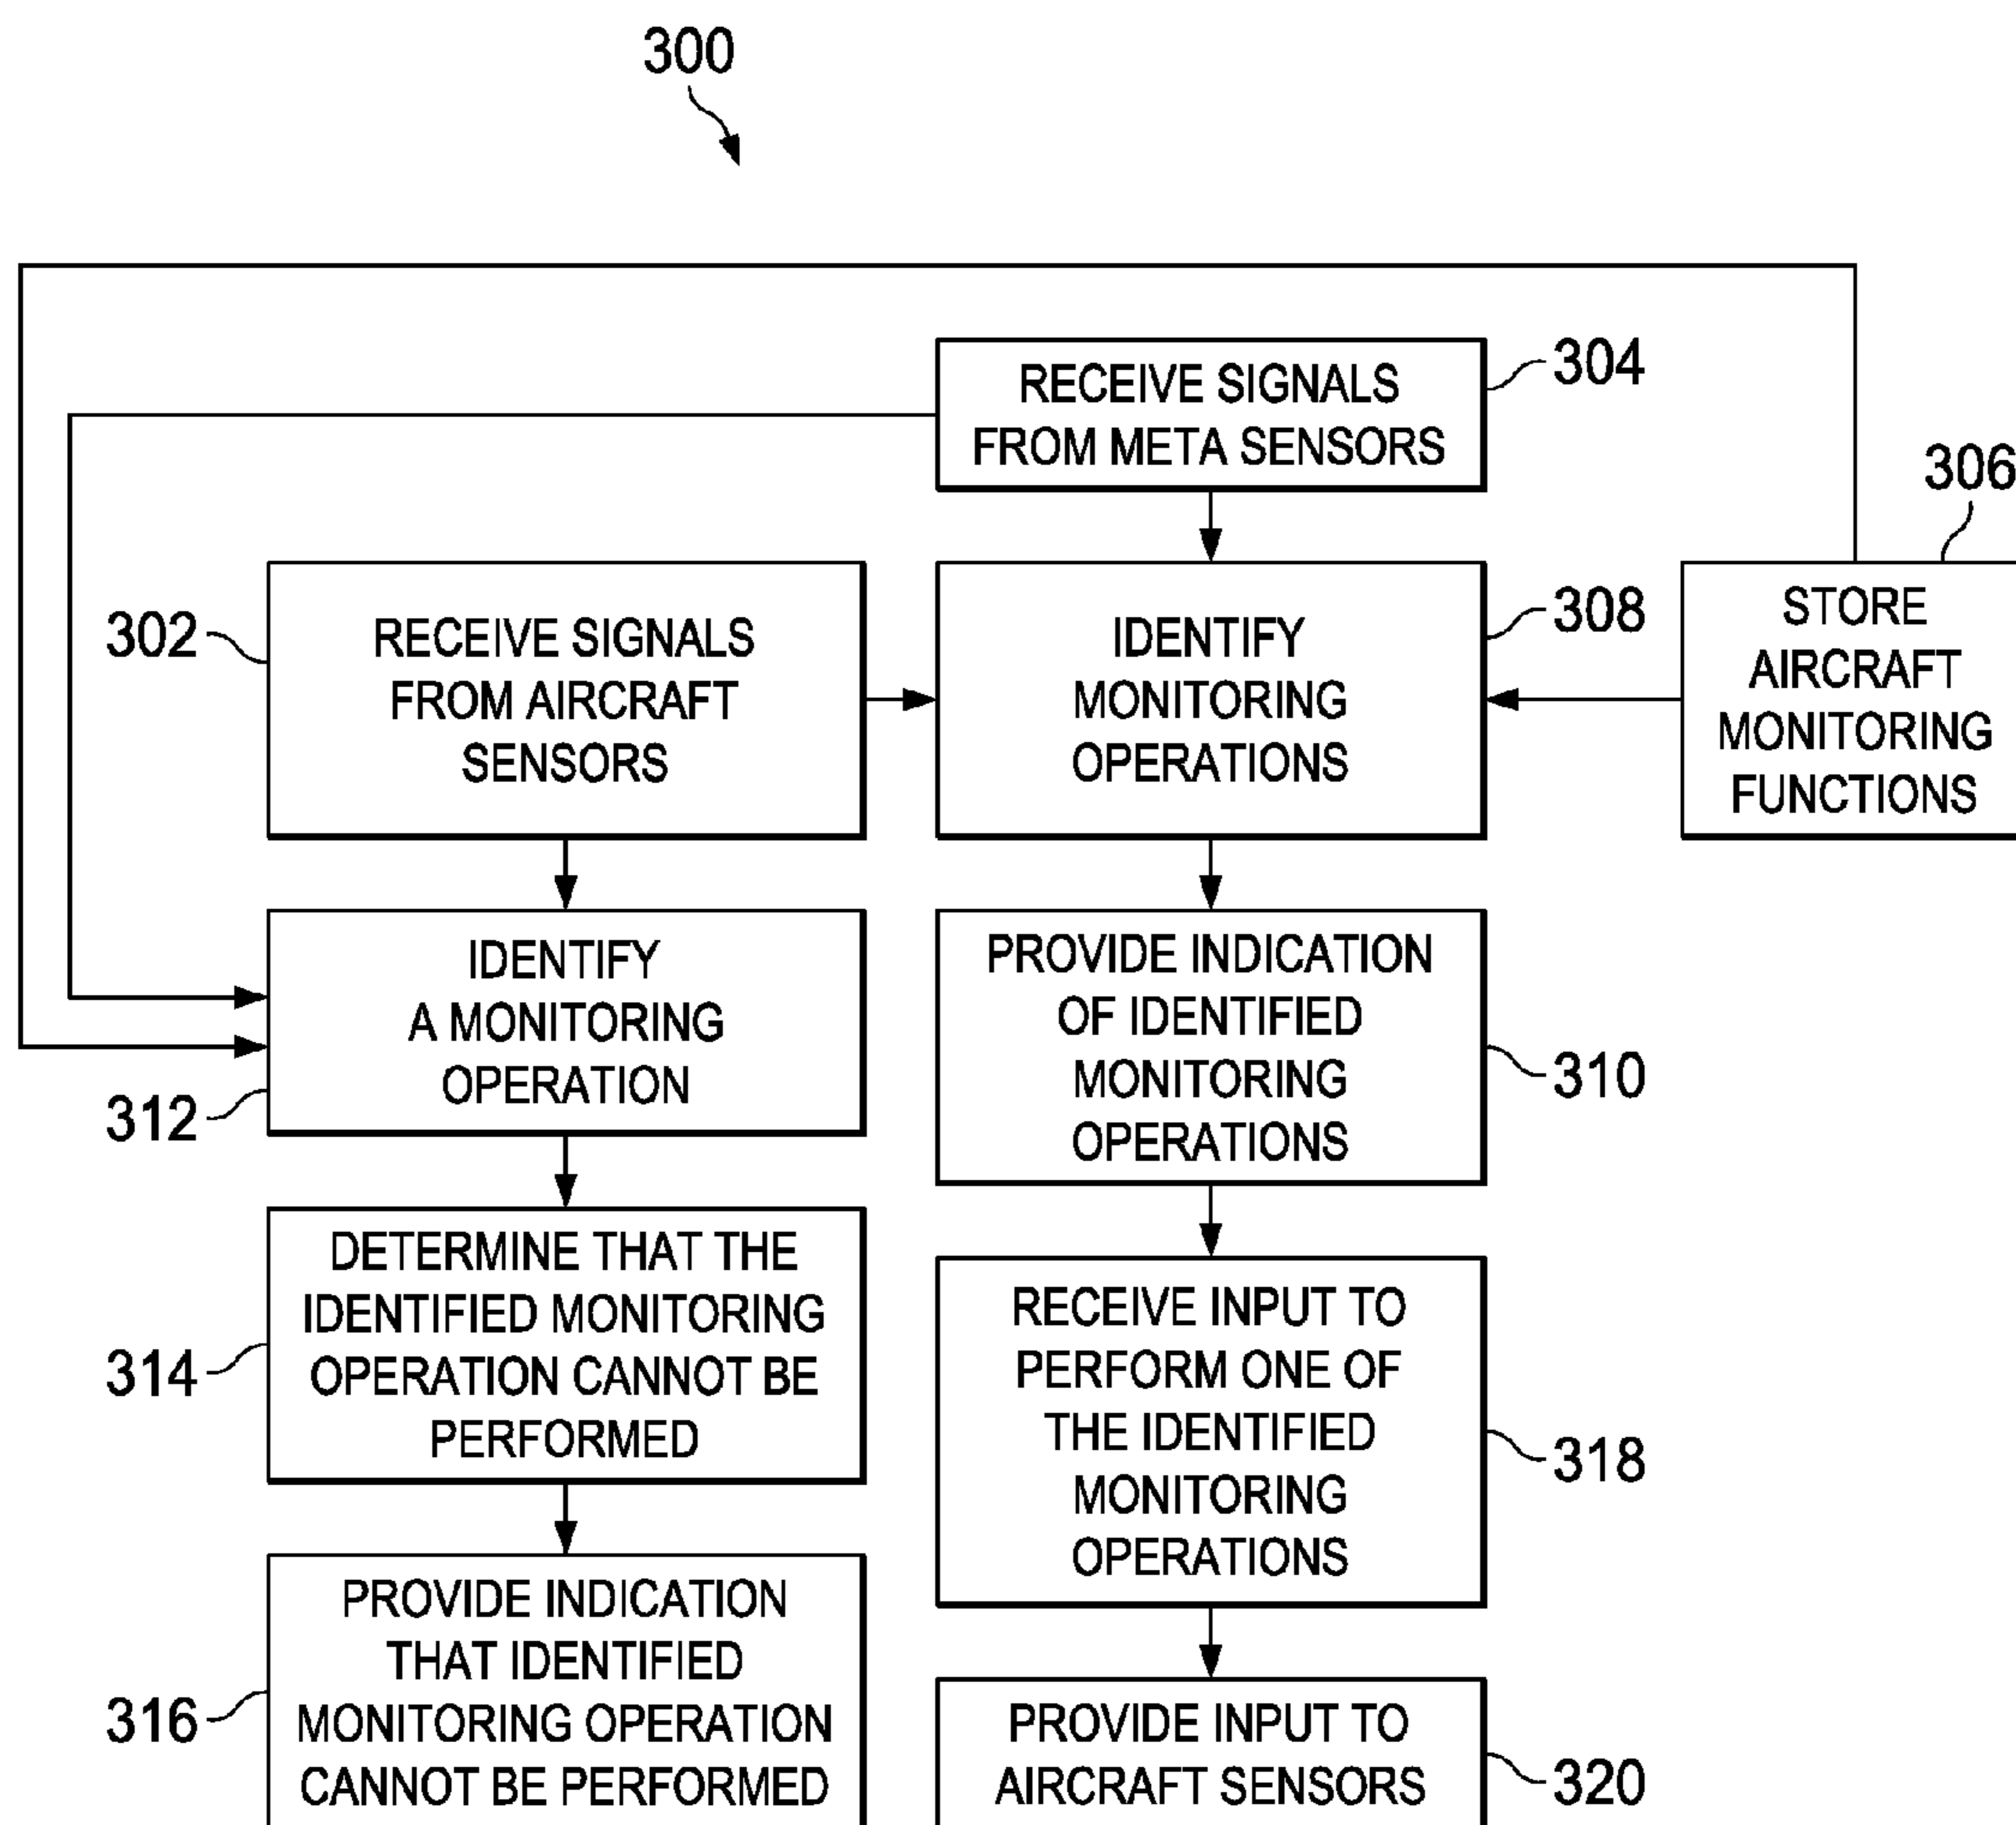 300
RECEIVE SIGNALS
FROM META SENSORS
304
306
302
RECEIVE SIGNALS
FROM AIRCRAFT
SENSORS
IDENTIFY
MONITORING
OPERATIONS
308
STORE
AIRCRAFT
MONITORING
FUNCTIONS
IDENTIFY
A MONITORING
OPERATION
312
PROVIDE INDICATION
OF IDENTIFIED
MONITORING
OPERATIONS
310
DETERMINE THAT THE
IDENTIFIED MONITORING
OPERATION CANNOT BE
PERFORMED
314
RECEIVE INPUT TO
PERFORM ONE OF
THE IDENTIFIED
MONITORING
OPERATIONS
318
PROVIDE INDICATION
THAT IDENTIFIED
MONITORING OPERATION
CANNOT BE PERFORMED
316
PROVIDE INPUT TO
AIRCRAFT SENSORS
320